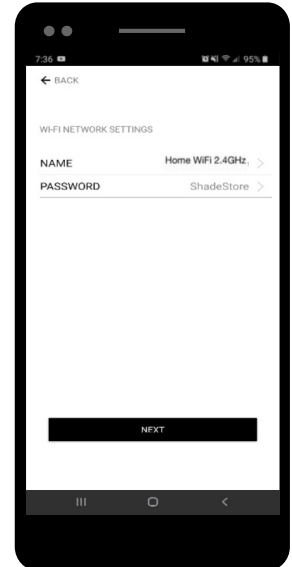 7:36 95%
← BACK
WI-FI NETWORK SETTINGS
NAME Home WiFi 2.4GHz, >
PASSWORD ShadeStore >
NEXT